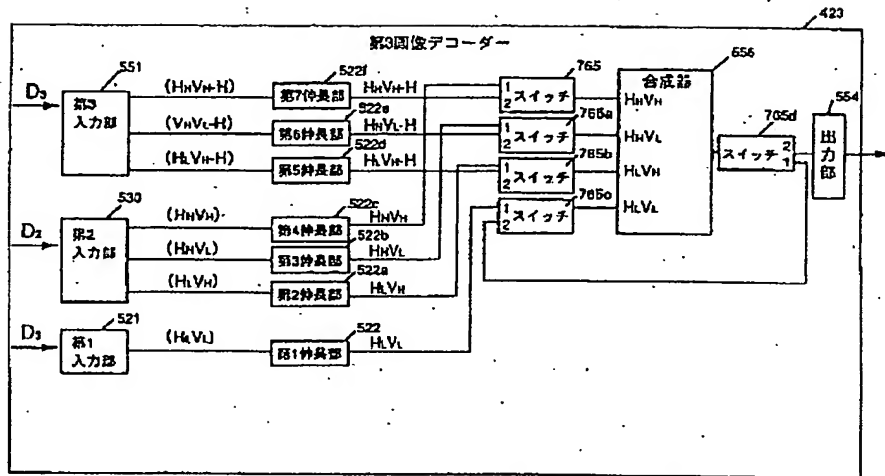 423
第3画像デコーダー
551
D₃
第3
入力部
(HₕVₕ-H)
(VₕVₗ-H)
(HₗVₕ-H)
522f
第7伸長部
522e
第6伸長部
522d
第5伸長部
HₕVₕ-H
HₕVₗ-H
HₗVₕ-H
530
D₂
第2
入力部
(HₕVₕ)
(HₕVₗ)
(HₗVₕ)
522c
第4伸長部
522b
第3伸長部
522a
第2伸長部
HₕVₕ
HₕVₗ
HₗVₕ
521
D₃
第1
入力部
(HₗVₗ)
522
第1伸長部
HₗVₗ
765
1
2
スイッチ
765a
1
2
スイッチ
765b
1
2
スイッチ
765c
1
2
スイッチ
556
合成器
HₕVₕ
HₕVₗ
HₗVₕ
HₗVₗ
765d
スイッチ
2
1
554
出力部